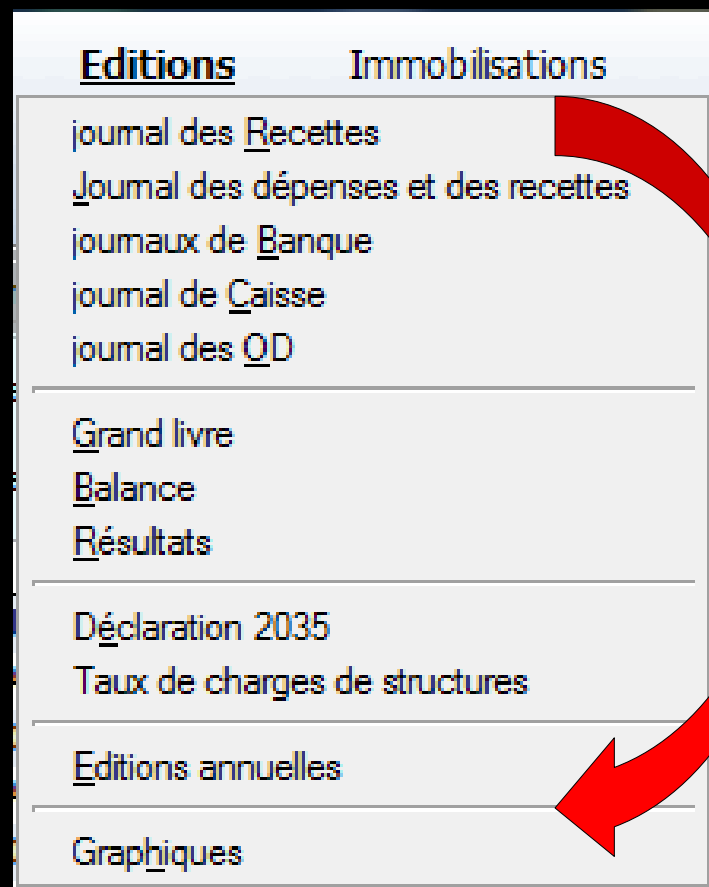 Editions Immobilisations
journal des Recettes
Journal des dépenses et des recettes
journaux de Banque
journal de Caisse
journal des OD
Grand livre
Balance
Résultats
Déclaration 2035
Taux de charges de structures
Editions annuelles
Graphiques